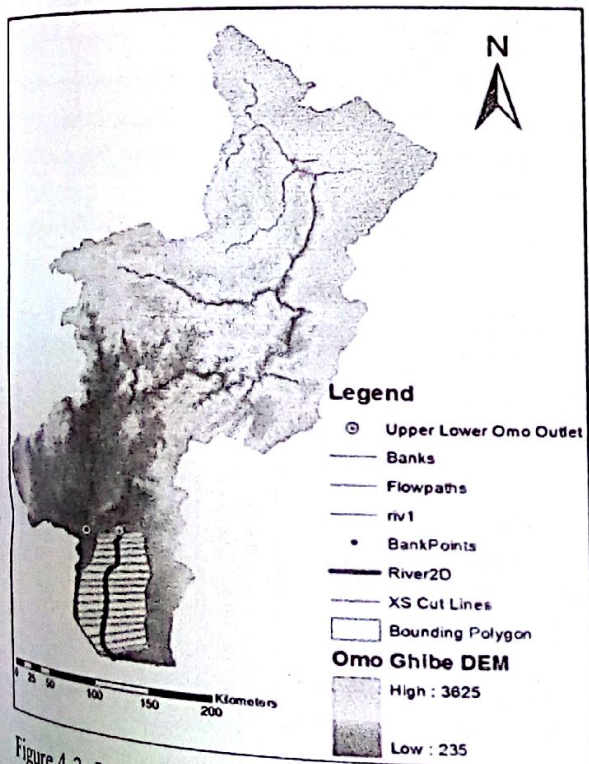 N
Legend
Upper Lower Omo Outlet
Banks
Flowpaths
riv1
BankPoints
River2D
XS Cut Lines
Bounding Polygon
Omo Ghibe DEM
High : 3625
Low : 235
0 25 50 100 150 200
Kilometers
Figure 4-2